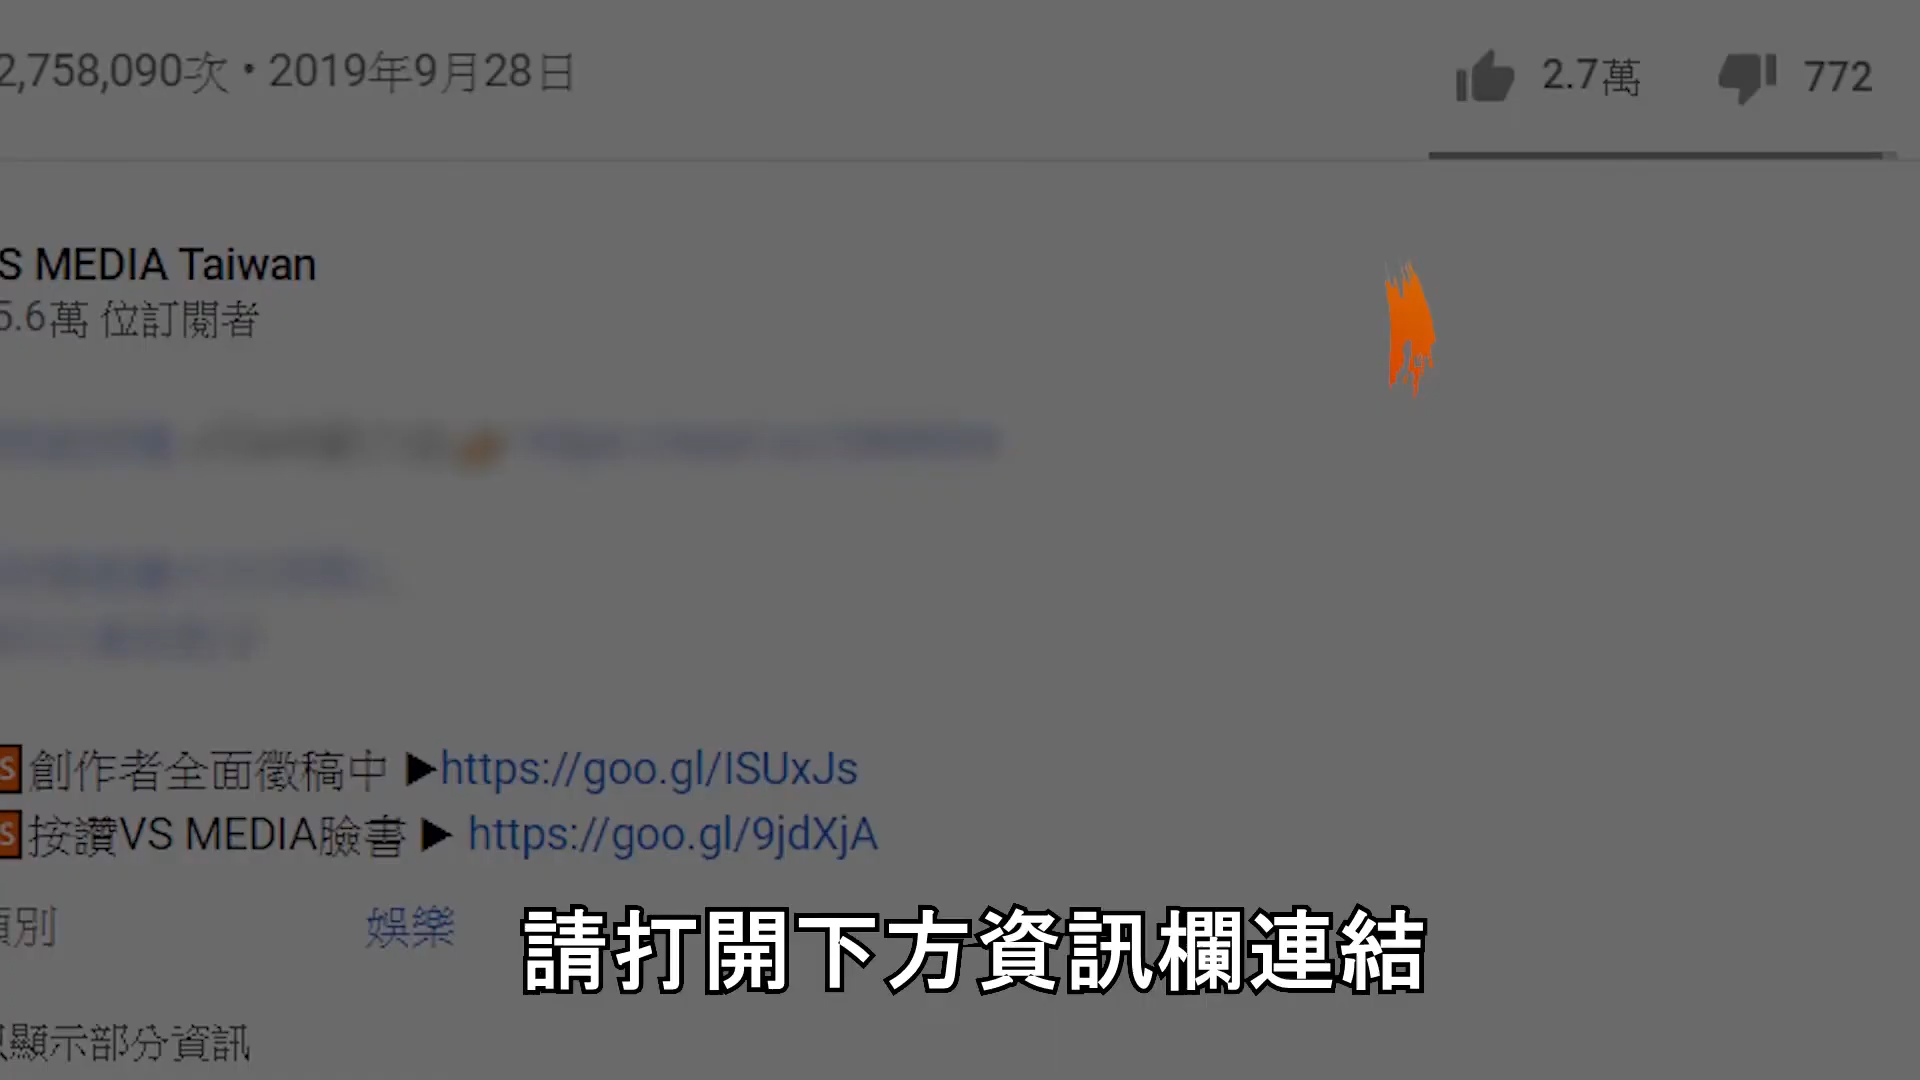 2,758,090次 • 2019年9月28日
2.7萬
772
S MEDIA Taiwan
5.6萬 位訂閱者
S 創作者全面徵稿中 ▶https://goo.gl/ISUxJs
S 按讚VS MEDIA臉書 ▶ https://goo.gl/9jdXjA
類別 娛樂
請打開下方資訊欄連結
只顯示部分資訊